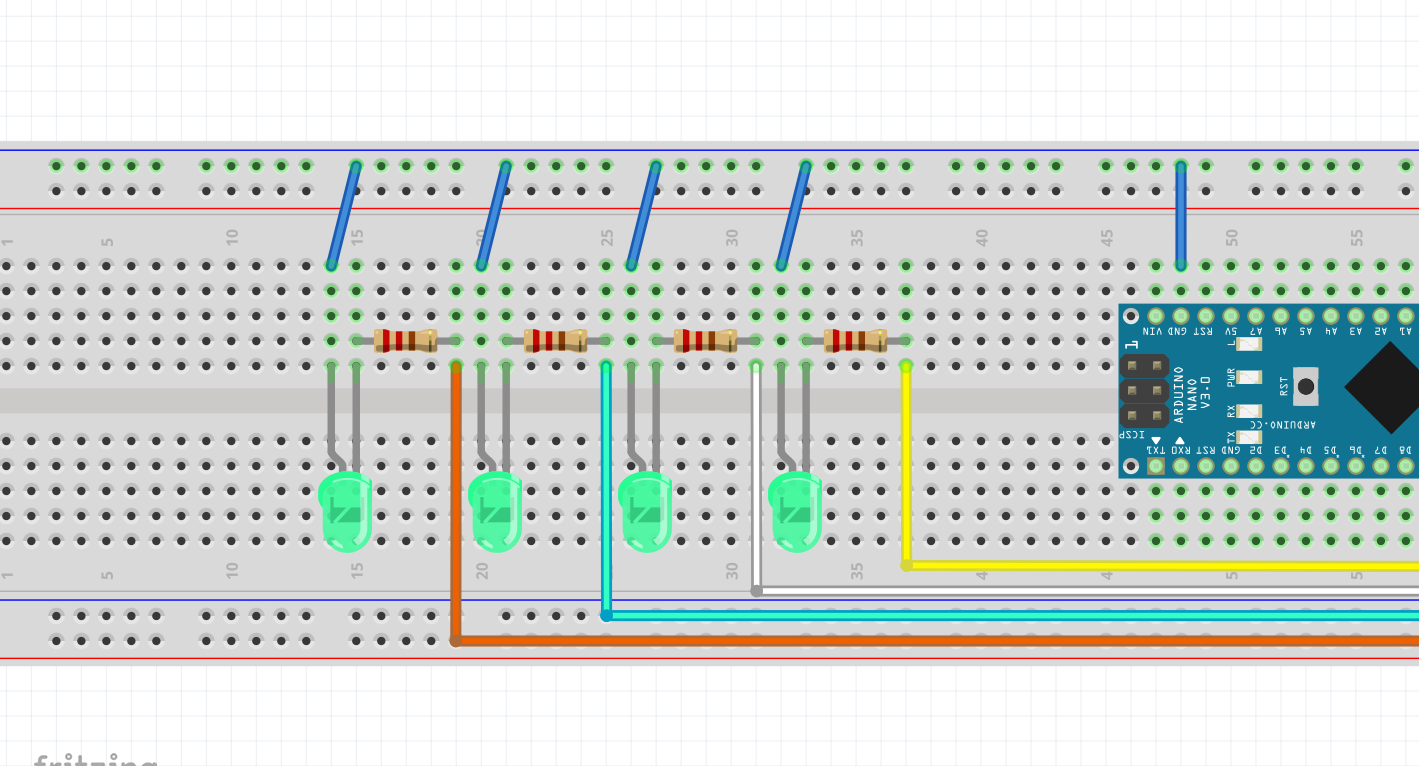 1 5 10 15 20 25 30 35 40 45 50 55
VIN GND RST 5V A7 A6 A5 A4 A3 A2 A1
1
L
PWR
RX
TX
RST
ARDUINO
NANO
V3.0
ARDUINO.CC
ICSP
TX1 RX0 RST GND D2 D3 D4 D5 D6 D7 D8
1 5 10 15 20 30 35 4 4 5 5
fritzing